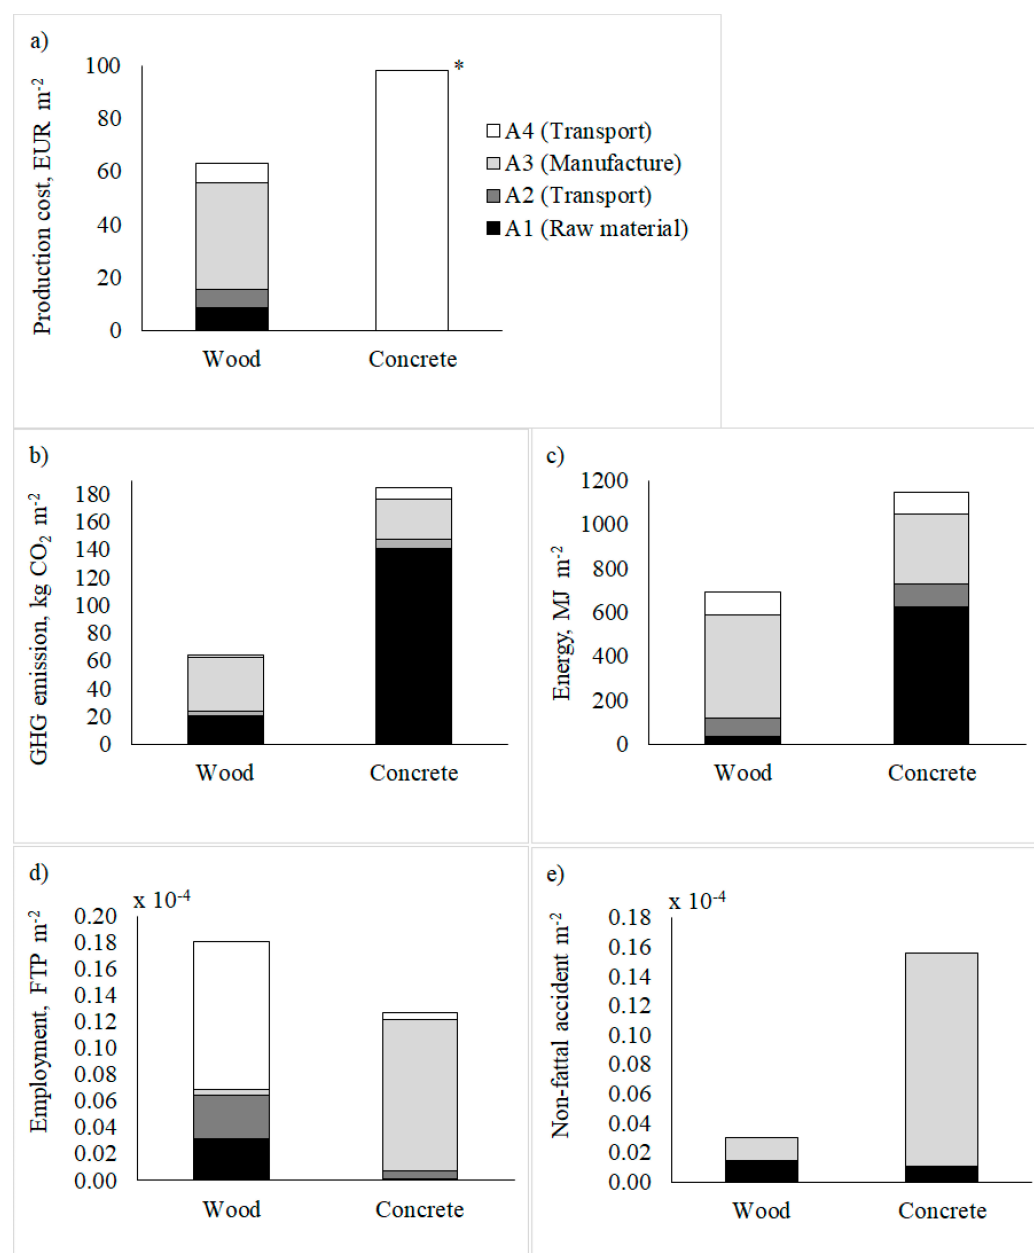 a)
Production cost, EUR m-2
100
80
60
40
20
0
*
Wood
Concrete
A4 (Transport)
A3 (Manufacture)
A2 (Transport)
A1 (Raw material)
b)
GHG emission, kg CO2 m-2
180
160
140
120
100
80
60
40
20
0
Wood
Concrete
c)
Energy, MJ m-2
1200
1000
800
600
400
200
0
Wood
Concrete
d)
x 10-4
Employment, FTP m-2
0.20
0.18
0.16
0.14
0.12
0.10
0.08
0.06
0.04
0.02
0.00
Wood
Concrete
e)
x 10-4
Non-fattal accident m-2
0.18
0.16
0.14
0.12
0.10
0.08
0.06
0.04
0.02
0.00
Wood
Concrete